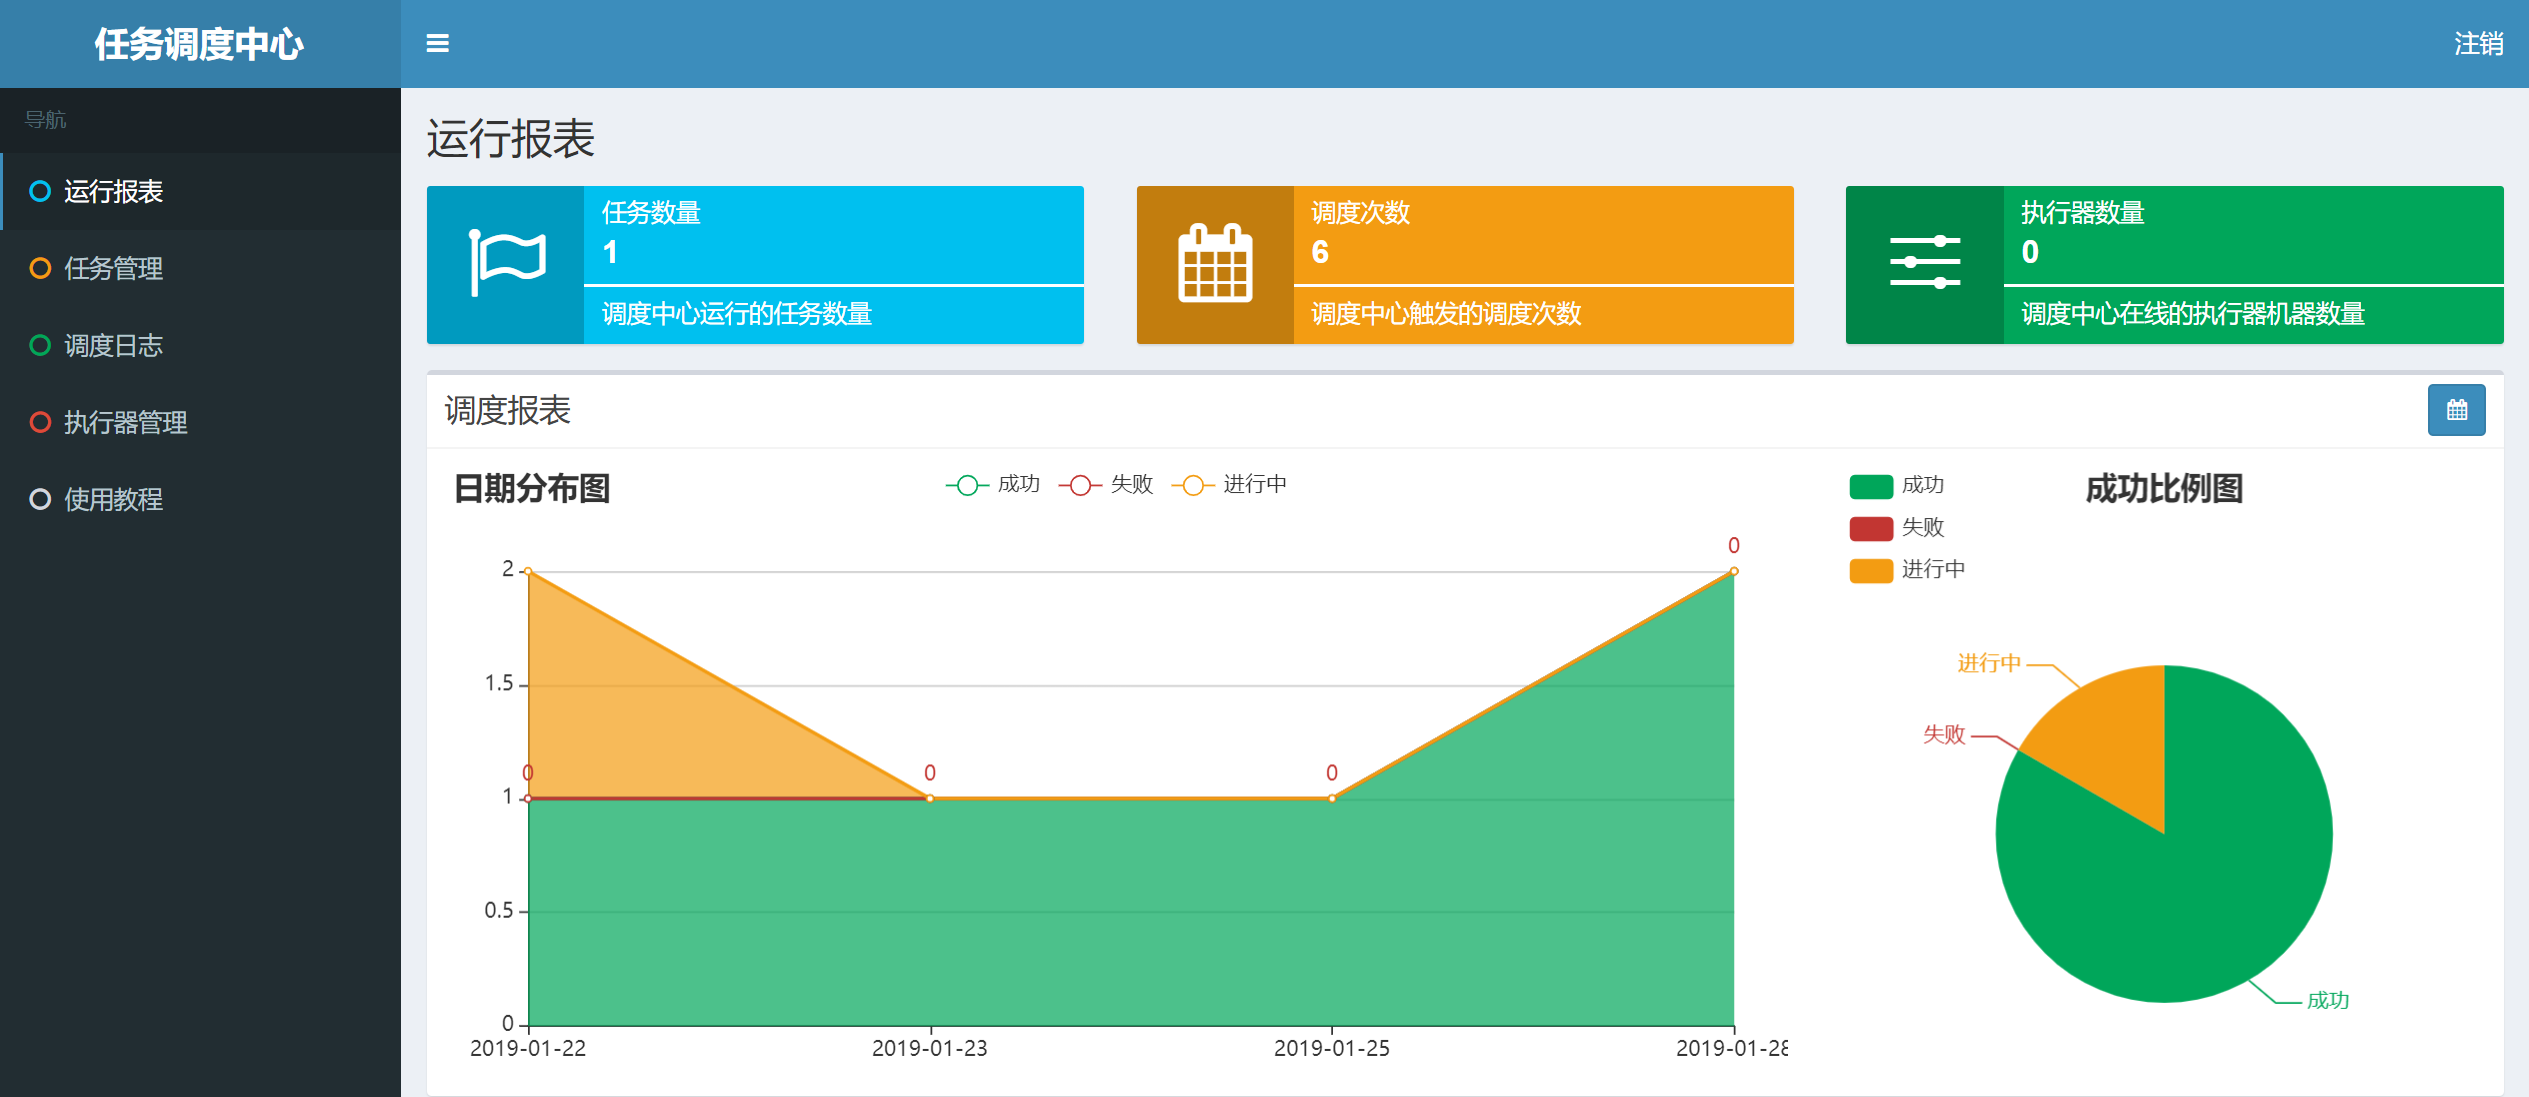 任务调度中心
注销
导航
运行报表
任务管理
调度日志
执行器管理
使用教程
运行报表
任务数量
1
调度中心运行的任务数量
调度次数
6
调度中心触发的调度次数
执行器数量
0
调度中心在线的执行器机器数量
调度报表
日期分布图
成功 失败 进行中
2
1.5
1
0.5
0
0
0
0
0
2019-01-22 2019-01-23 2019-01-25 2019-01-28
成功比例图
成功
失败
进行中
进行中
失败
成功